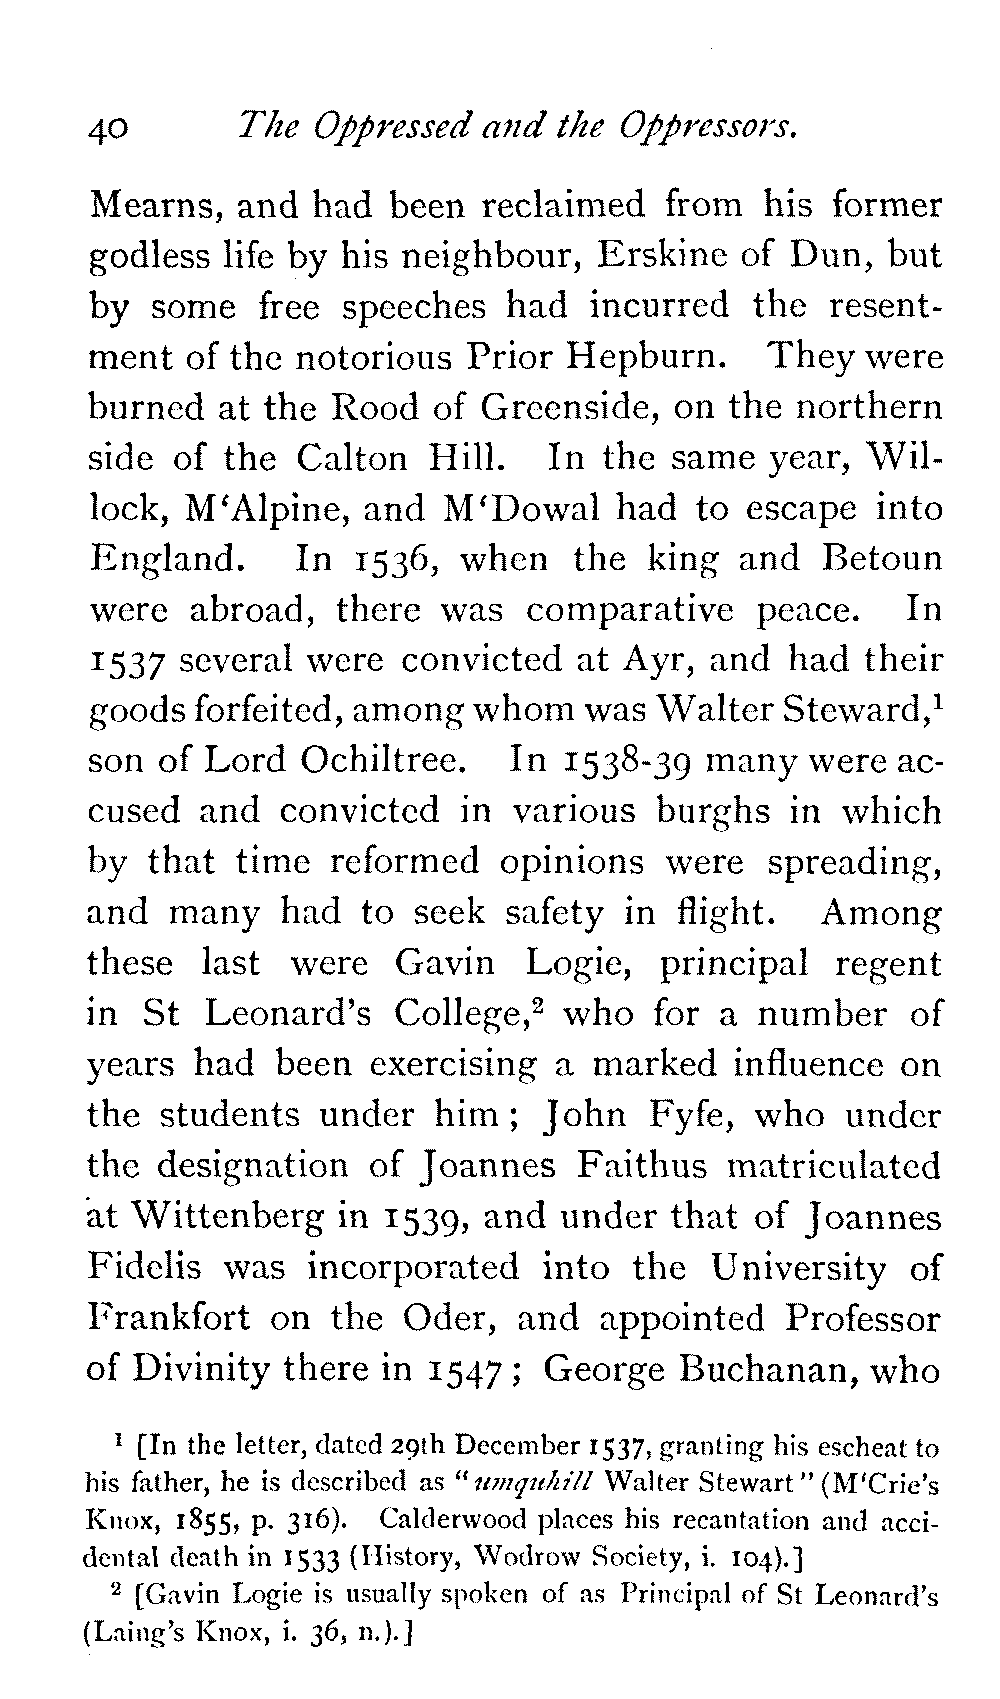 40 The Oppressed and the Oppressors.
Mearns, and had been reclaimed from his former
godless life by his neighbour, Erskine of Dun, but
by some free speeches had incurred the resent-
ment of the notorious Prior Hepburn. They were
burned at the Rood of Greenside, on the northern
side of the Calton Hill. In the same year, Wil-
lock, M‘Alpine, and M‘Dowal had to escape into
England. In 1536, when the king and Betoun
were abroad, there was comparative peace. In
1537 several were convicted at Ayr, and had their
goods forfeited, among whom was Walter Steward,¹
son of Lord Ochiltree. In 1538-39 many were ac-
cused and convicted in various burghs in which
by that time reformed opinions were spreading,
and many had to seek safety in flight. Among
these last were Gavin Logie, principal regent
in St Leonard's College,² who for a number of
years had been exercising a marked influence on
the students under him; John Fyfe, who under
the designation of Joannes Faithus matriculated
at Wittenberg in 1539, and under that of Joannes
Fidelis was incorporated into the University of
Frankfort on the Oder, and appointed Professor
of Divinity there in 1547; George Buchanan, who
¹ [In the letter, dated 29th December 1537, granting his escheat to
his father, he is described as "umquhill Walter Stewart" (M‘Crie's
Knox, 1855, p. 316). Calderwood places his recantation and acci-
dental death in 1533 (History, Wodrow Society, i. 104).]
² [Gavin Logie is usually spoken of as Principal of St Leonard's
(Laing's Knox, i. 36, n.).]